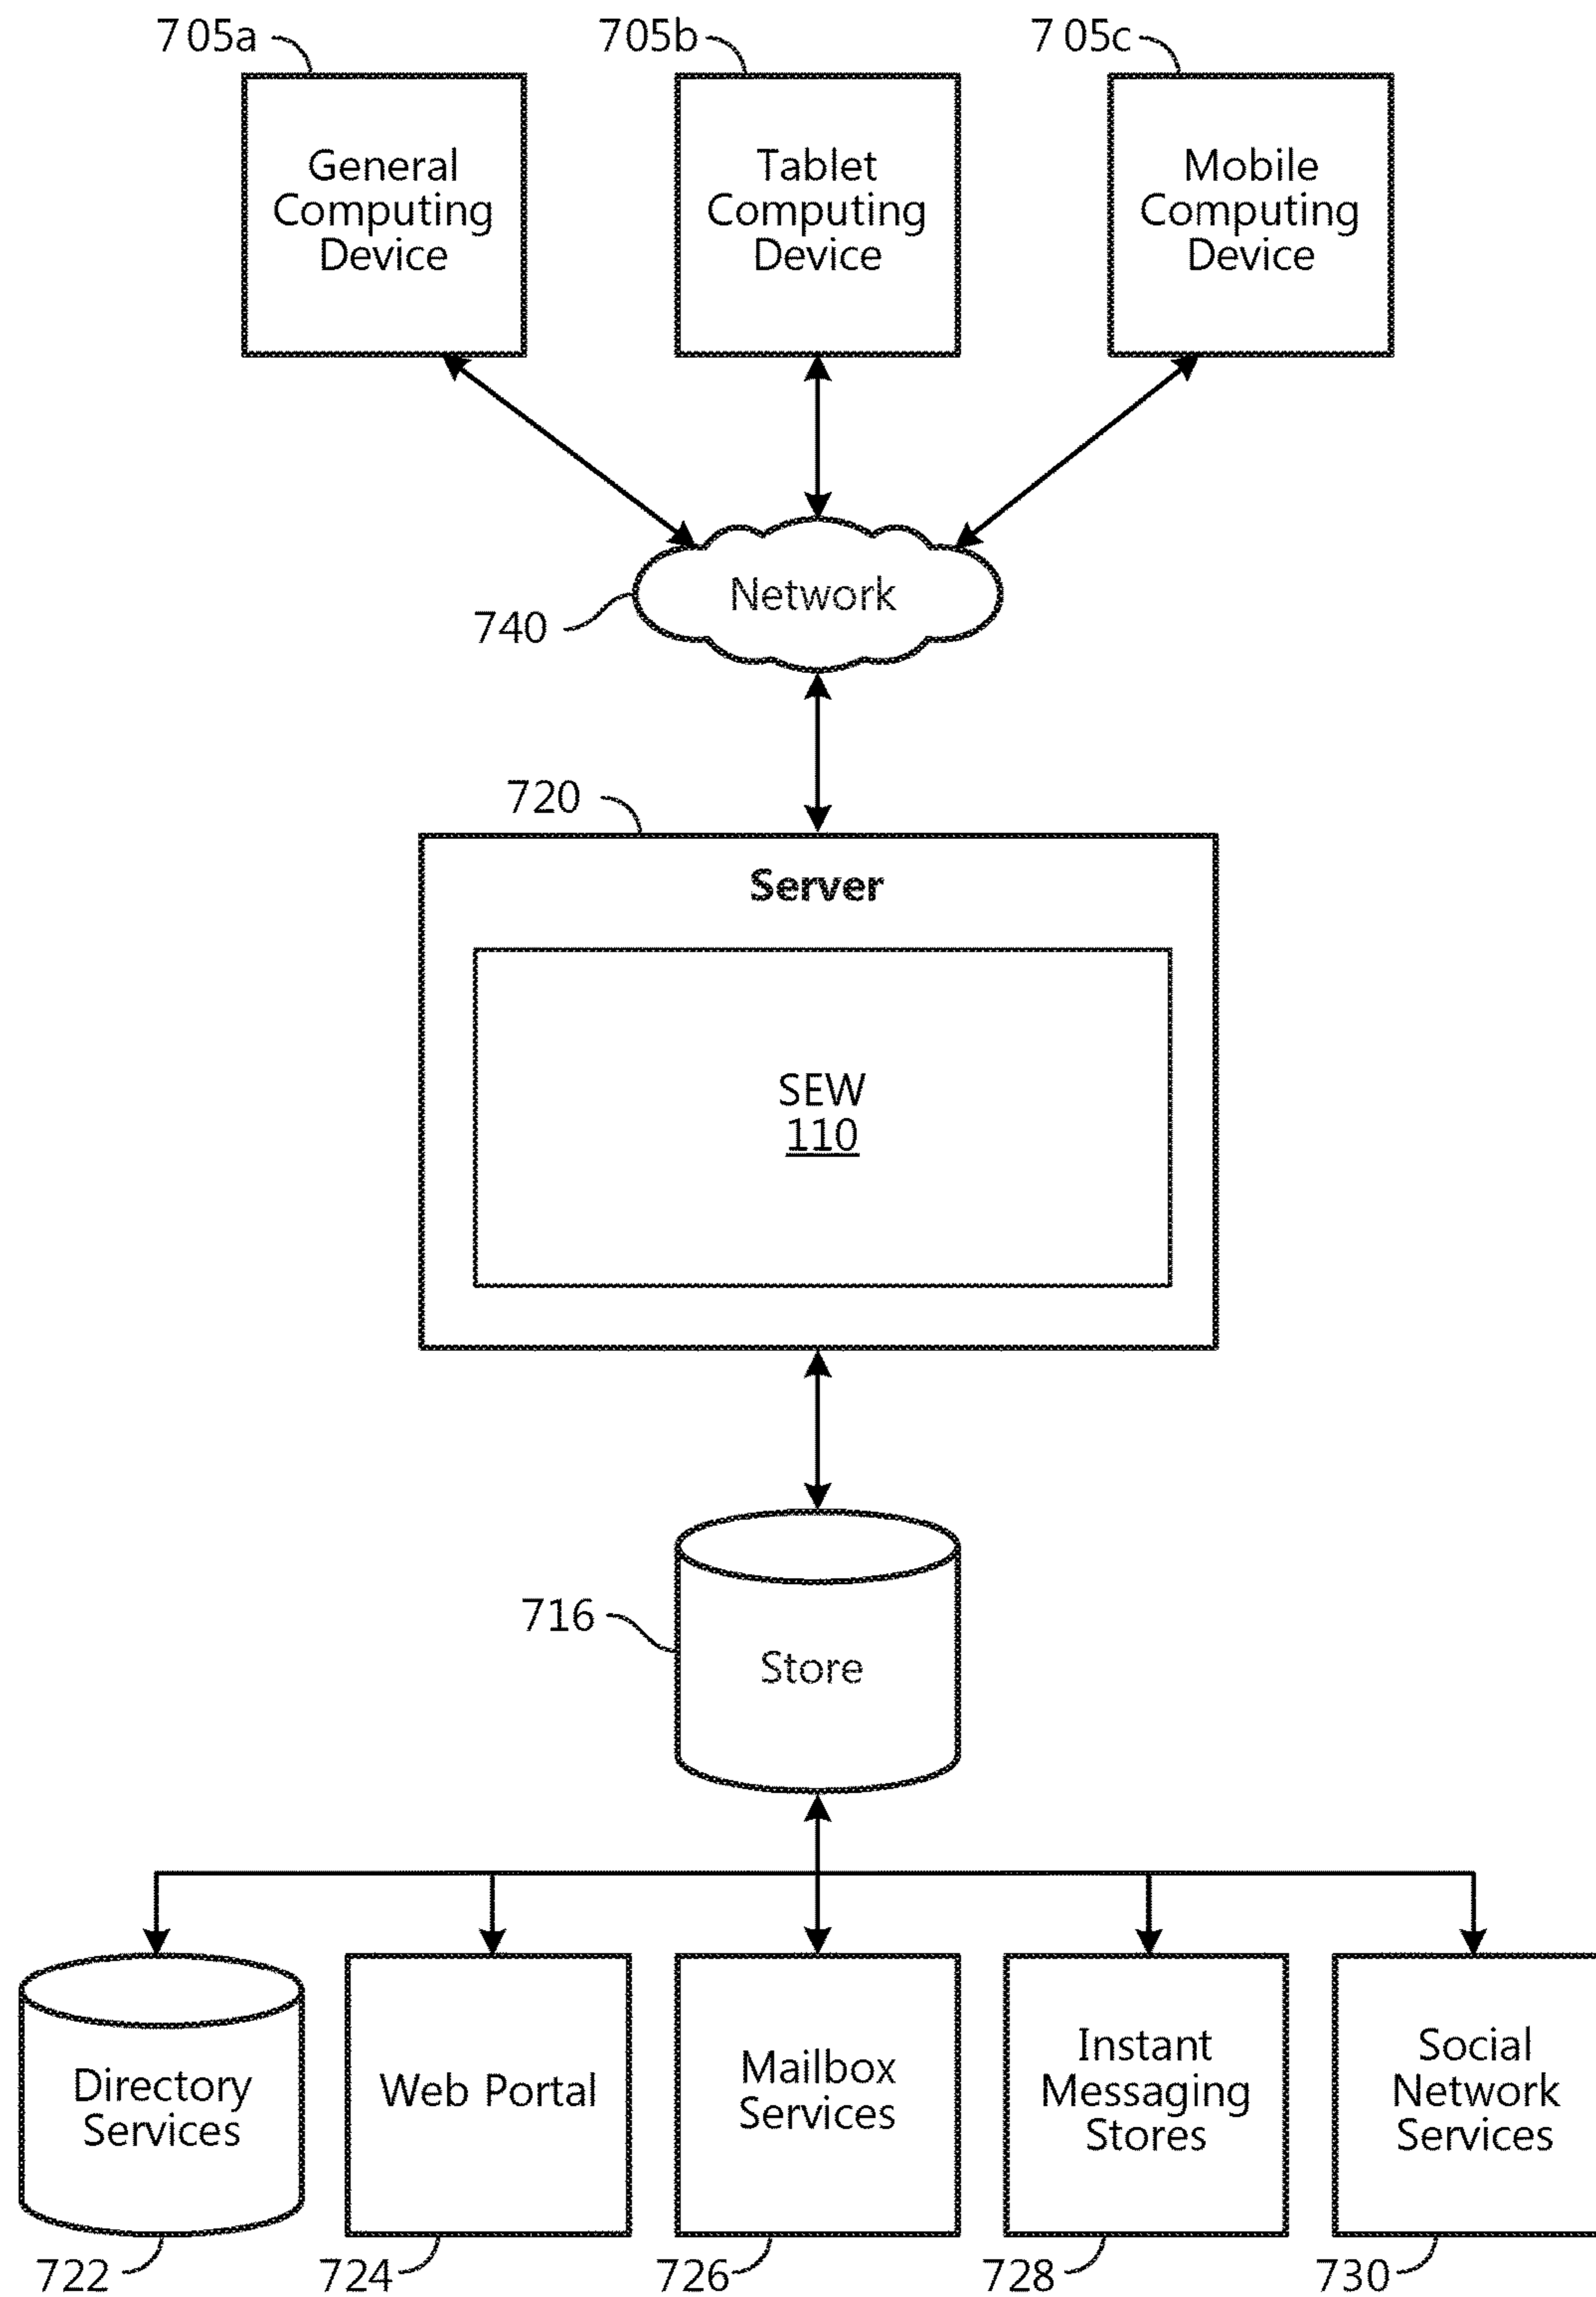 705a
705b
705c
General
Computing
Device
Tablet
Computing
Device
Mobile
Computing
Device
Network
740
720
Server
SEW
110
716
Store
Directory
Services
Web Portal
Mailbox
Services
Instant
Messaging
Stores
Social
Network
Services
722
724
726
728
730